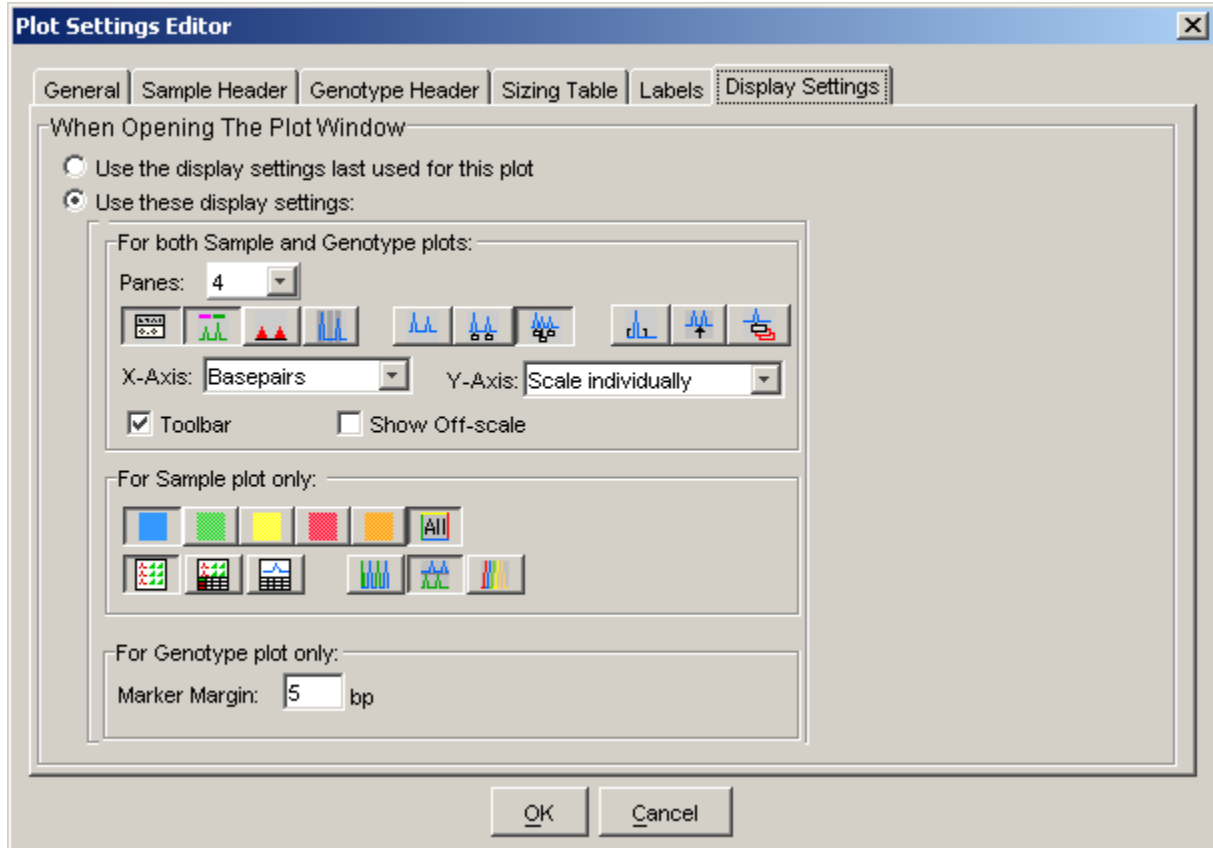 Plot Settings Editor
General Sample Header Genotype Header Sizing Table Labels Display Settings
When Opening The Plot Window
Use the display settings last used for this plot
Use these display settings:
For both Sample and Genotype plots:
Panes: 4
X-Axis: Basepairs Y-Axis: Scale individually
Toolbar Show Off-scale
For Sample plot only:
All
For Genotype plot only:
Marker Margin: 5 bp
OK Cancel